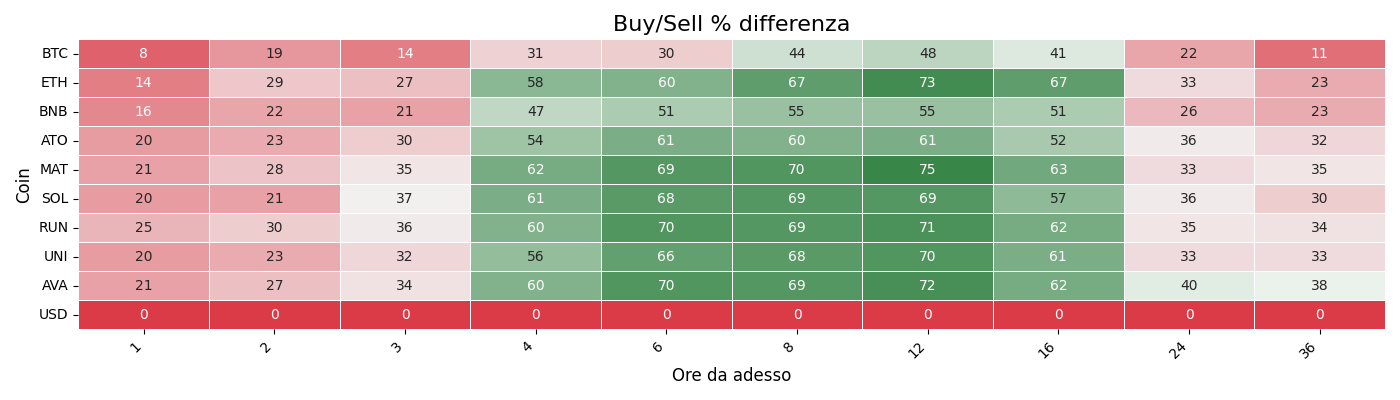 Buy/Sell % differenza
Coin
BTC 8 19 14 31 30 44 48 41 22 11
ETH 14 29 27 58 60 67 73 67 33 23
BNB 16 22 21 47 51 55 55 51 26 23
ATO 20 23 30 54 61 60 61 52 36 32
MAT 21 28 35 62 69 70 75 63 33 35
SOL 20 21 37 61 68 69 69 57 36 30
RUN 25 30 36 60 70 69 71 62 35 34
UNI 20 23 32 56 66 68 70 61 33 33
AVA 21 27 34 60 70 69 72 62 40 38
USD 0 0 0 0 0 0 0 0 0 0
1 2 3 4 6 8 12 16 24 36
Ore da adesso